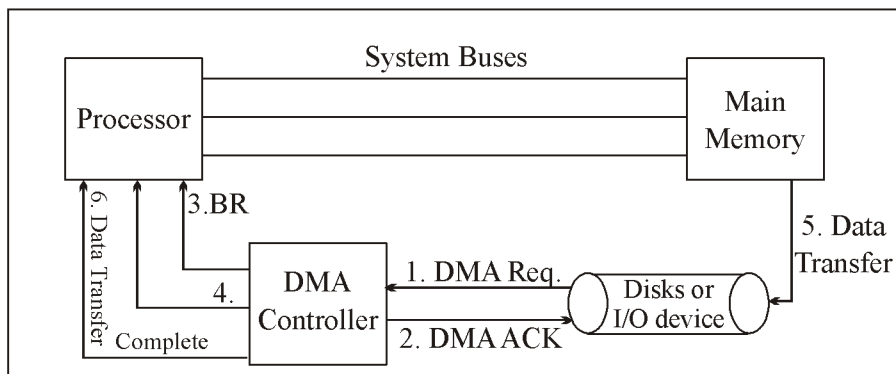 System Buses
Processor
Main
Memory
3.BR
6. Data Transfer
5. Data
Transfer
1. DMA Req.
DMA
Controller
4.
Disks or
I/O device
2. DMA ACK
Complete